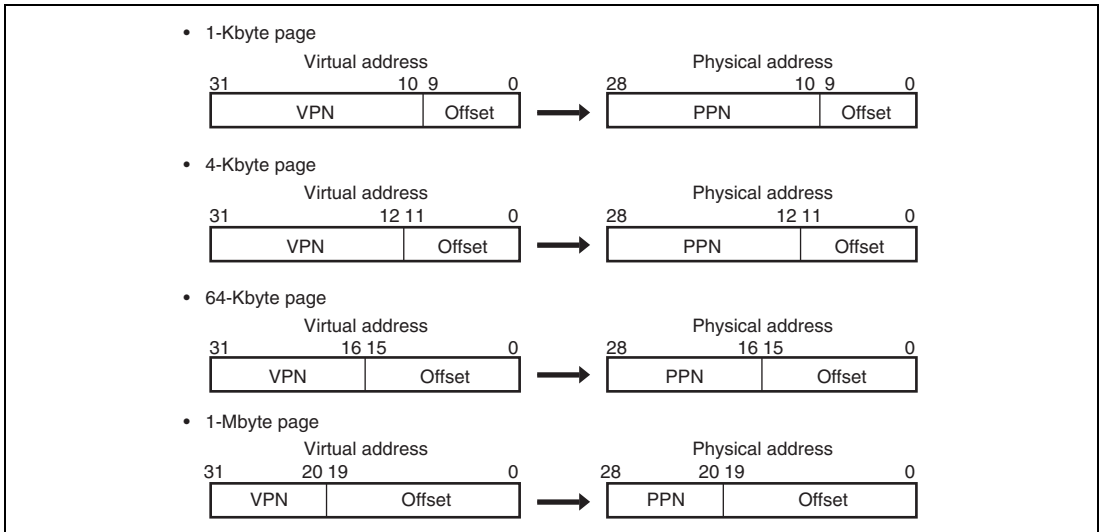 • 1-Kbyte page
Virtual address Physical address
31 10 9 0 28 10 9 0
VPN Offset PPN Offset
• 4-Kbyte page
Virtual address Physical address
31 12 11 0 28 12 11 0
VPN Offset PPN Offset
• 64-Kbyte page
Virtual address Physical address
31 16 15 0 28 16 15 0
VPN Offset PPN Offset
• 1-Mbyte page
Virtual address Physical address
31 20 19 0 28 20 19 0
VPN Offset PPN Offset